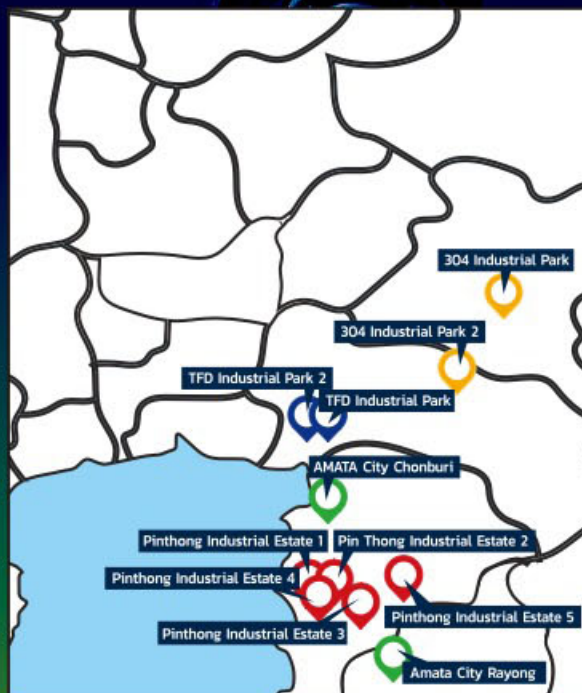 304 Industrial Park
304 Industrial Park 2
TFD Industrial Park 2
TFD Industrial Park
AMATA City Chonburi
Pinthong Industrial Estate 1
Pin Thong Industrial Estate 2
Pinthong Industrial Estate 4
Pinthong Industrial Estate 5
Pinthong Industrial Estate 3
Amata City Rayong